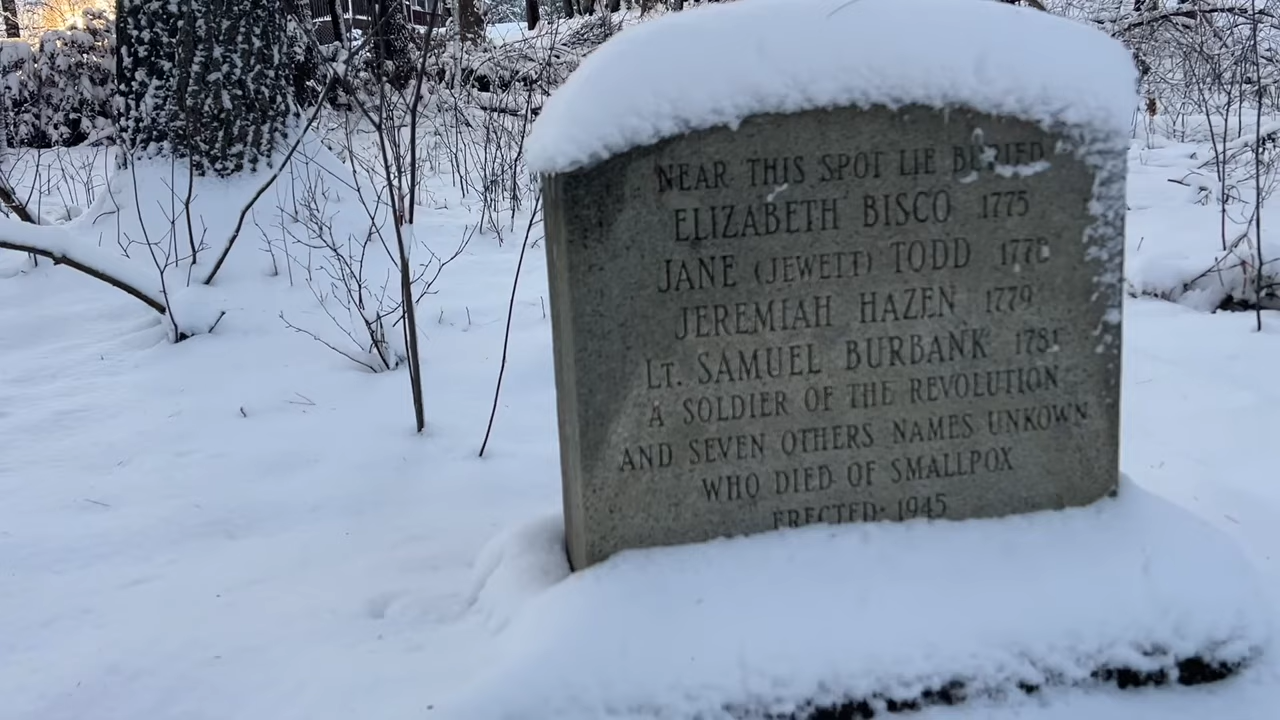 NEAR THIS SPOT LIE BURIED
ELIZABETH BISCO 1775
JANE (JEWETT) TODD 1778
JEREMIAH HAZEN 1779
LT. SAMUEL BURBANK 1781
A SOLDIER OF THE REVOLUTION
AND SEVEN OTHERS NAMES UNKOWN
WHO DIED OF SMALLPOX
ERECTED: 1945